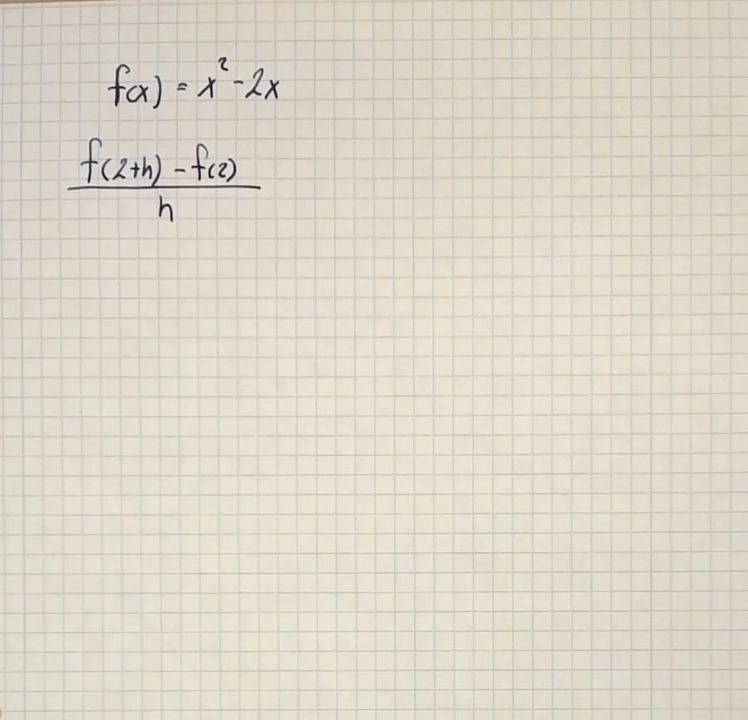 f(x) = x² - 2x
f(2+h) - f(2)
h